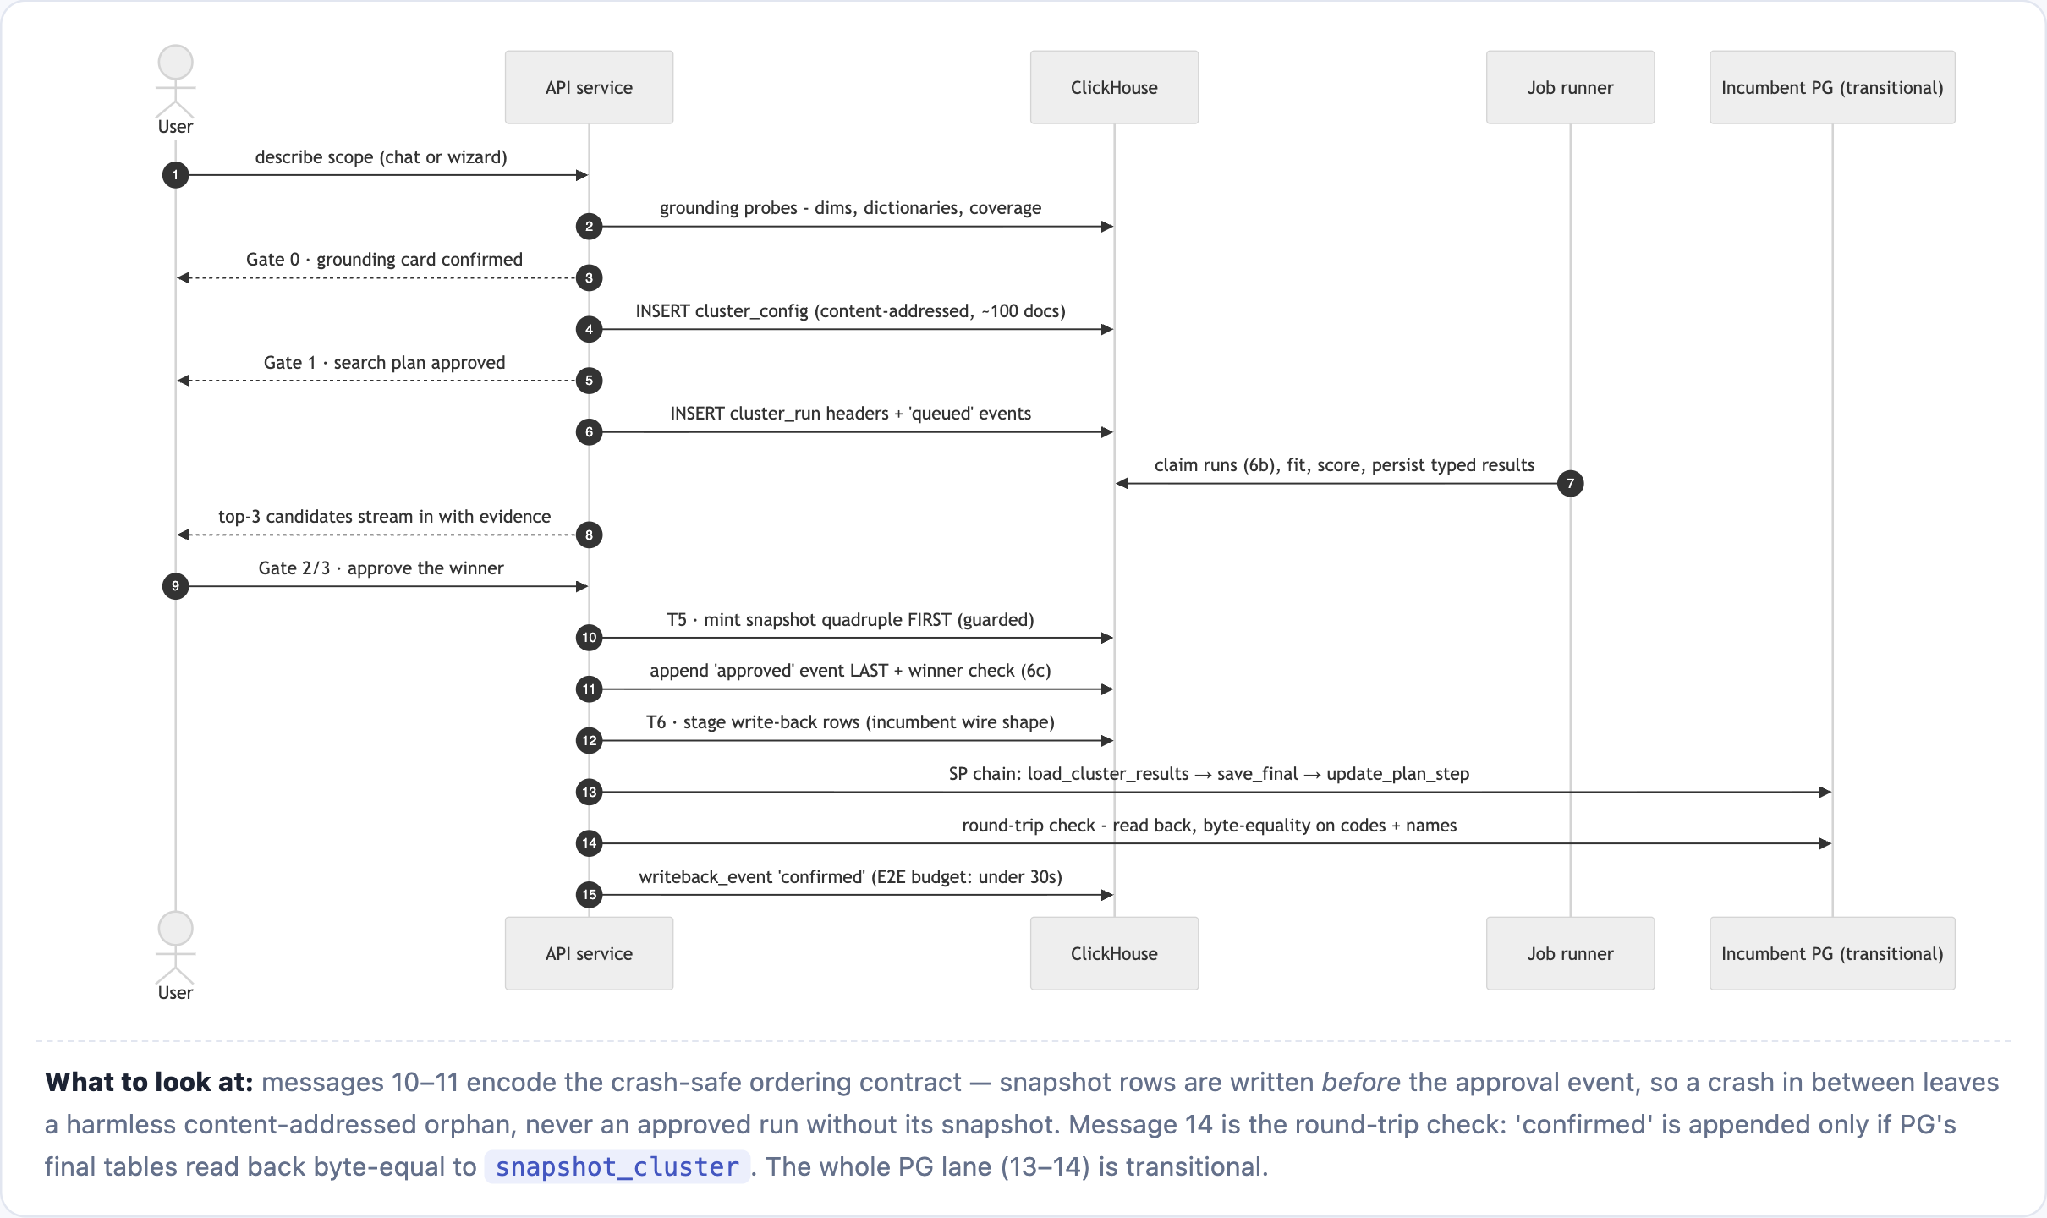 User
API service
ClickHouse
Job runner
Incumbent PG (transitional)
describe scope (chat or wizard)
1
grounding probes - dims, dictionaries, coverage
2
Gate 0 · grounding card confirmed
3
INSERT cluster_config (content-addressed, ~100 docs)
4
Gate 1 · search plan approved
5
INSERT cluster_run headers + 'queued' events
6
claim runs (6b), fit, score, persist typed results
7
top-3 candidates stream in with evidence
8
Gate 2/3 · approve the winner
9
T5 · mint snapshot quadruple FIRST (guarded)
10
append 'approved' event LAST + winner check (6c)
11
T6 · stage write-back rows (incumbent wire shape)
12
SP chain: load_cluster_results → save_final → update_plan_step
13
round-trip check - read back, byte-equality on codes + names
14
writeback_event 'confirmed' (E2E budget: under 30s)
15
User
API service
ClickHouse
Job runner
Incumbent PG (transitional)
What to look at: messages 10–11 encode the crash-safe ordering contract — snapshot rows are written before the approval event, so a crash in between leaves
a harmless content-addressed orphan, never an approved run without its snapshot. Message 14 is the round-trip check: 'confirmed' is appended only if PG's
final tables read back byte-equal to snapshot_cluster. The whole PG lane (13–14) is transitional.